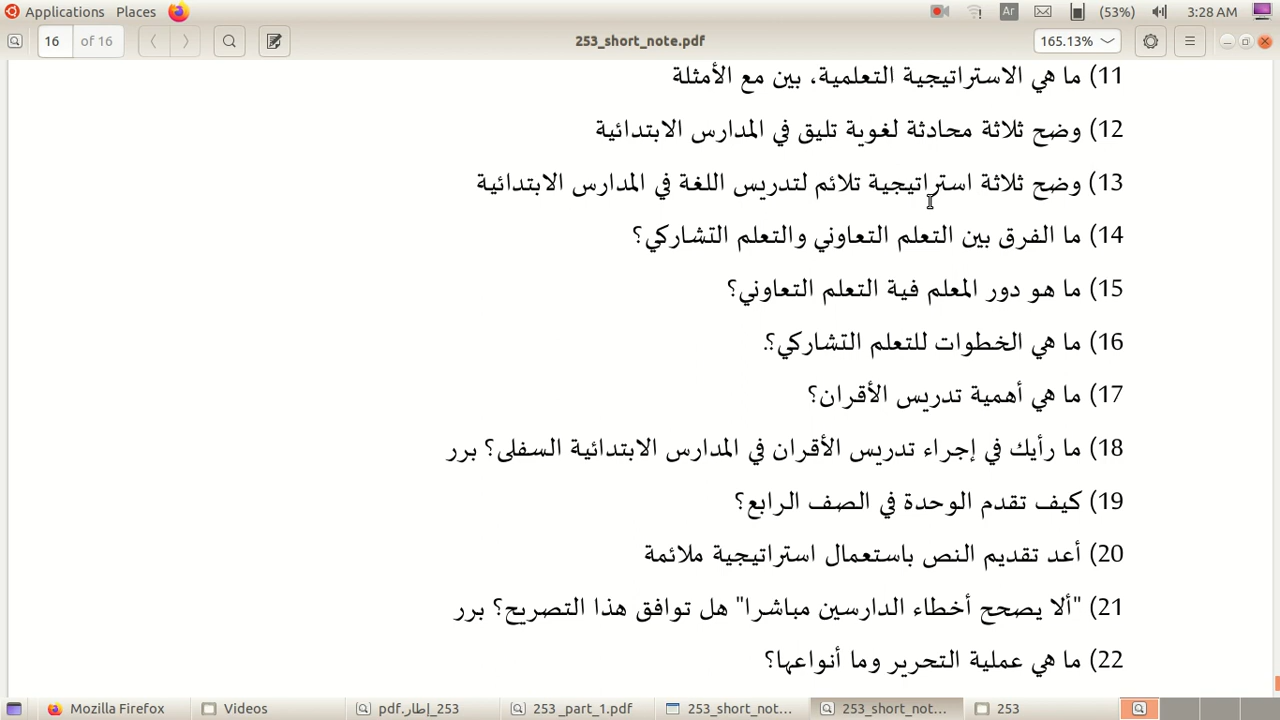 Applications Places Ar (53%) 3:28 AM
16 of 16 253_short_note.pdf 165.13%
11) ما هي الاستراتيجية التعلمية، بين مع الأمثلة
12) وضح ثلاثة محادثة لغوية تليق في المدارس الابتدائية
13) وضح ثلاثة استراتيجية تلائم لتدريس اللغة في المدارس الابتدائية
14) ما الفرق بين التعلم التعاوني والتعلم التشاركي؟
15) ما هو دور المعلم فية التعلم التعاوني؟
16) ما هي الخطوات للتعلم التشاركي؟.
17) ما هي أهمية تدريس الأقران؟
18) ما رأيك في إجراء تدريس الأقران في المدارس الابتدائية السفلى؟ برر
19) كيف تقدم الوحدة في الصف الرابع؟
20) أعد تقديم النص باستعمال استراتيجية ملائمة
21) "ألا يصحح أخطاء الدارسين مباشرا" هل توافق هذا التصريح؟ برر
22) ما هي عملية التحرير وما أنواعها؟
Mozilla Firefox Videos 253_إطار.pdf 253 _part_1.pdf 253_short_not... 253_short_not... 253